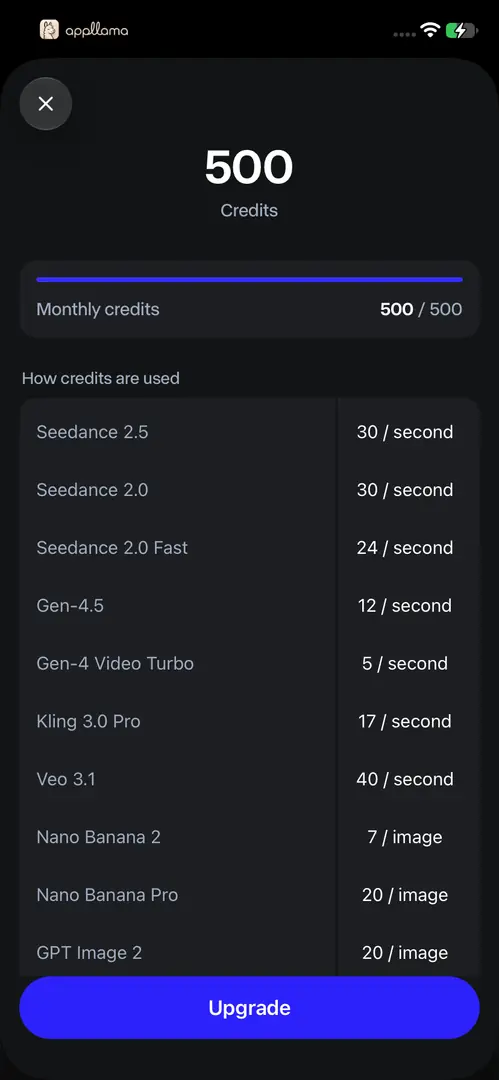 appllama
500
Credits
Monthly credits 500 / 500
How credits are used
Seedance 2.5 30 / second
Seedance 2.0 30 / second
Seedance 2.0 Fast 24 / second
Gen-4.5 12 / second
Gen-4 Video Turbo 5 / second
Kling 3.0 Pro 17 / second
Veo 3.1 40 / second
Nano Banana 2 7 / image
Nano Banana Pro 20 / image
GPT Image 2 20 / image
Upgrade